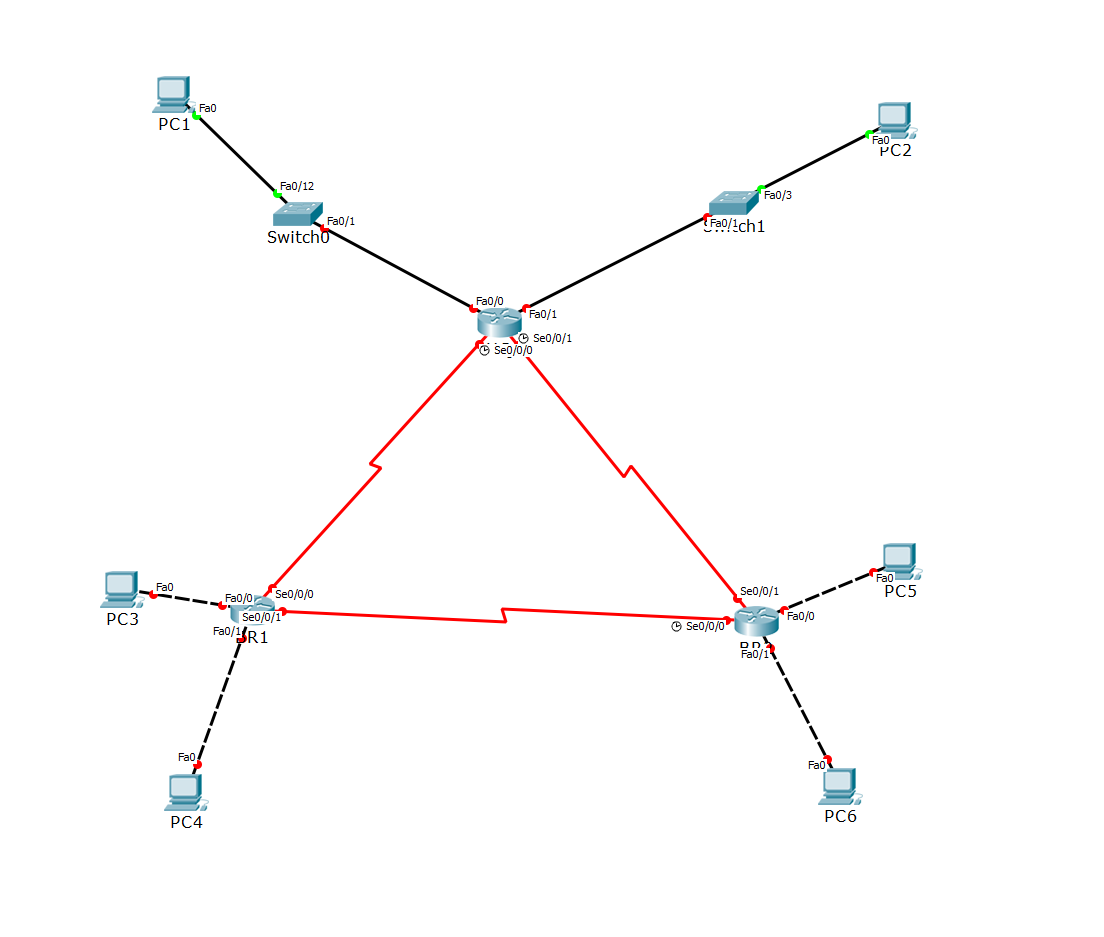 Fa0
PC1
Fa0
PC2
Fa0/12
Fa0/3
Fa0/1
Switch0
Fa0/1
Fa0/0
Fa0/1
Se0/0/1
Se0/0/0
Fa0
PC3
Fa0/0
Se0/0/0
Se0/0/1
Fa0/1
Se0/0/1
Fa0
PC5
Fa0/0
Se0/0/0
Fa0/1
Fa0
PC4
Fa0
PC6